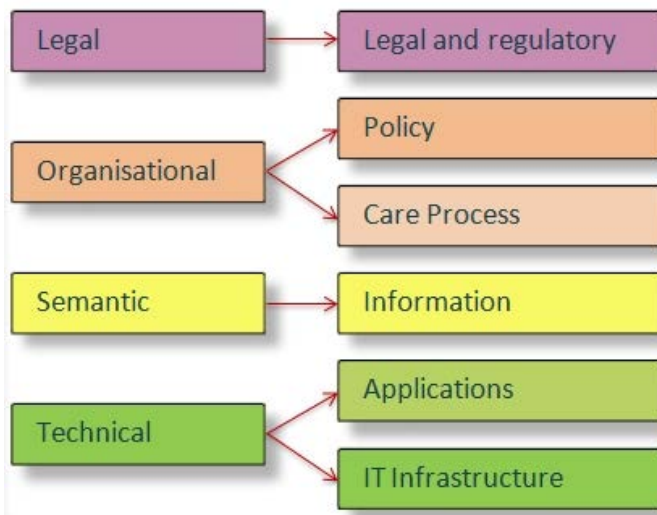 Legal
Legal and regulatory
Organisational
Policy
Care Process
Semantic
Information
Technical
Applications
IT Infrastructure